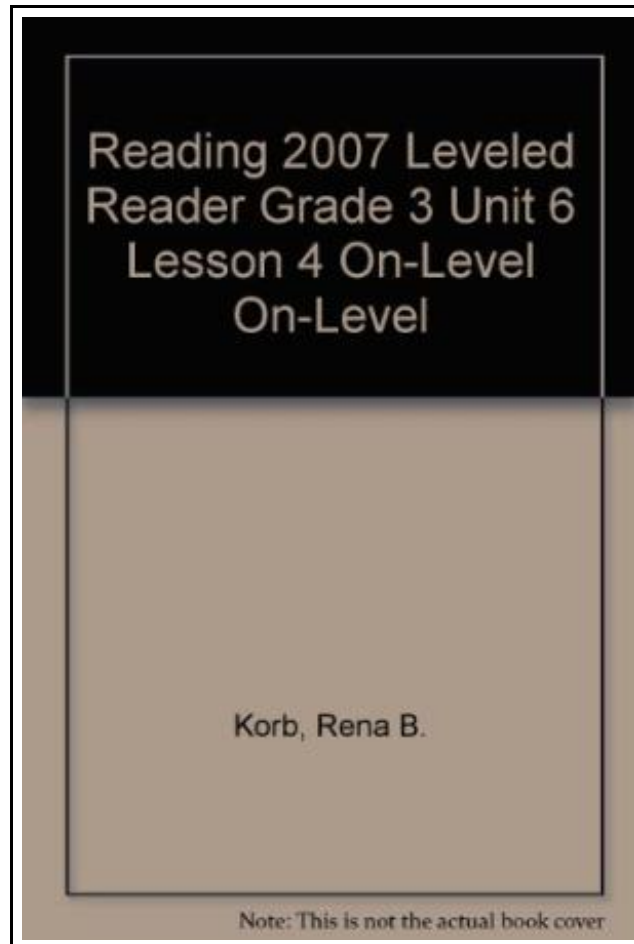 Reading 2007 Leveled
Reader Grade 3 Unit 6
Lesson 4 On-Level
On-Level
Korb, Rena B.
Note: This is not the actual book cover